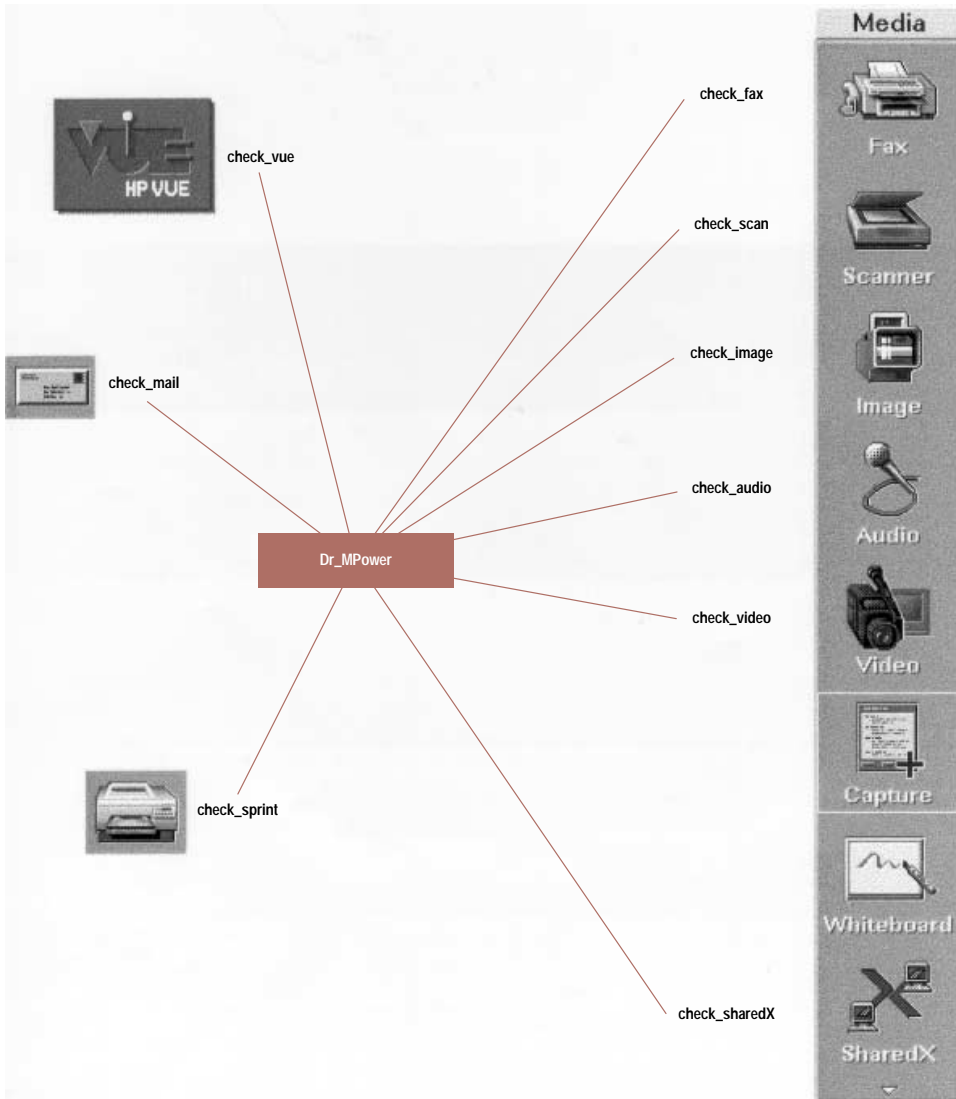 Media
check_fax
Fax
VUE
HP VUE
check_vue
check_scan
Scanner
check_image
Image
check_mail
check_audio
Audio
Dr_MPower
check_video
Video
check_sprint
Capture
Whiteboard
check_sharedX
SharedX